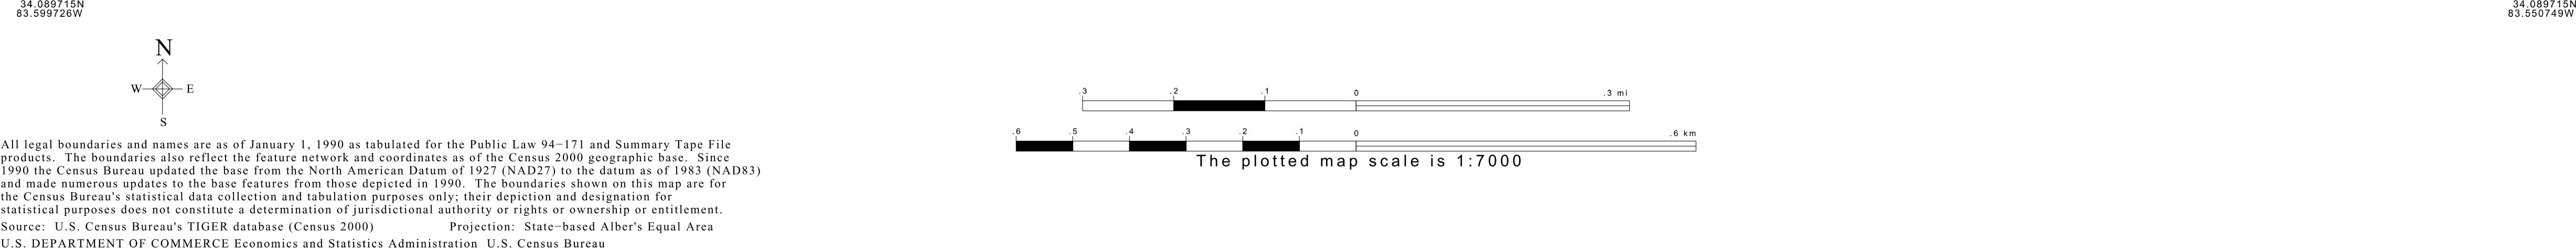 34.089715N
83.599726W
34.089715N
83.550749W
N
W E
S
.3 .2 .1 0 .3 mi
.6 .5 .4 .3 .2 .1 0 .6 km
The plotted map scale is 1:7000
All legal boundaries and names are as of January 1, 1990 as tabulated for the Public Law 94−171 and Summary Tape File
products. The boundaries also reflect the feature network and coordinates as of the Census 2000 geographic base. Since
1990 the Census Bureau updated the base from the North American Datum of 1927 (NAD27) to the datum as of 1983 (NAD83)
and made numerous updates to the base features from those depicted in 1990. The boundaries shown on this map are for
the Census Bureau's statistical data collection and tabulation purposes only; their depiction and designation for
statistical purposes does not constitute a determination of jurisdictional authority or rights or ownership or entitlement.
Source: U.S. Census Bureau's TIGER database (Census 2000) Projection: State−based Alber's Equal Area
U.S. DEPARTMENT OF COMMERCE Economics and Statistics Administration U.S. Census Bureau